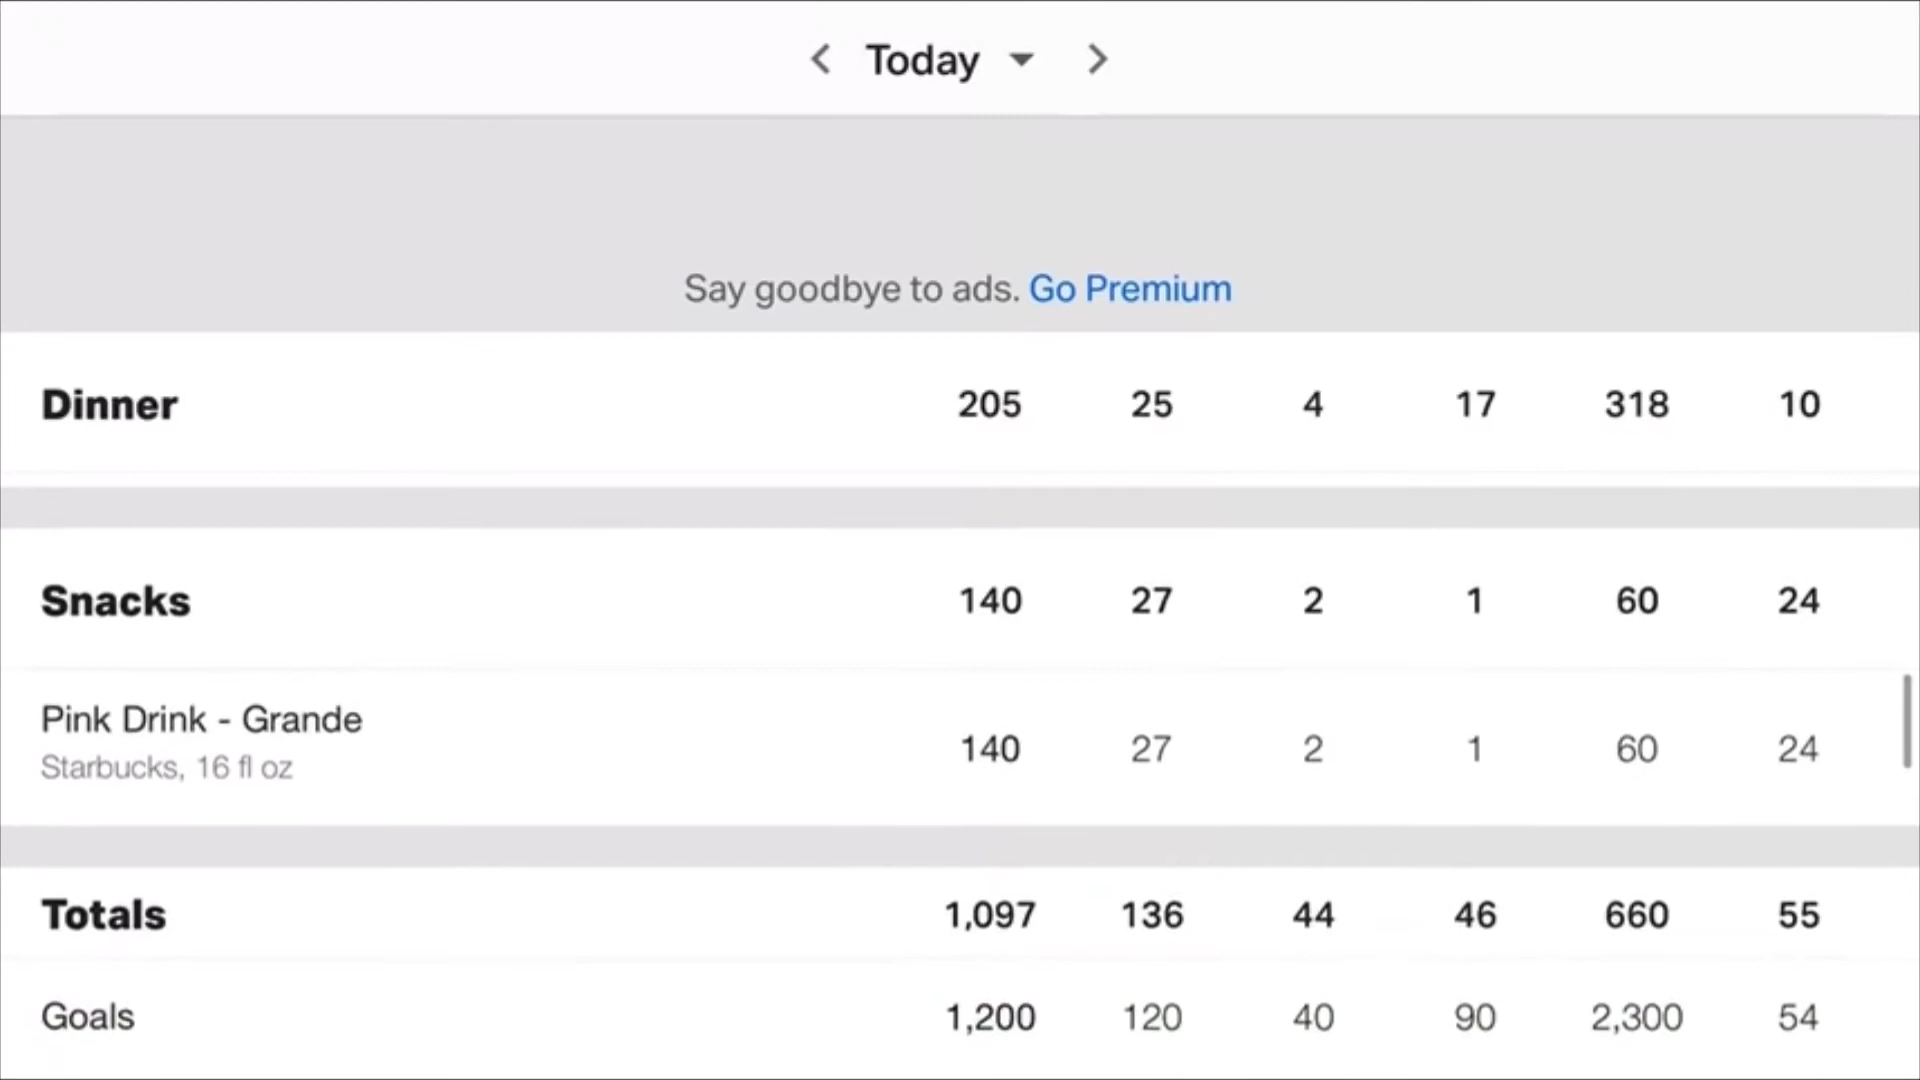 Today
Say goodbye to ads. Go Premium
Dinner 205 25 4 17 318 10
Snacks 140 27 2 1 60 24
Pink Drink - Grande
Starbucks, 16 fl oz
140 27 2 1 60 24
Totals 1,097 136 44 46 660 55
Goals 1,200 120 40 90 2,300 54